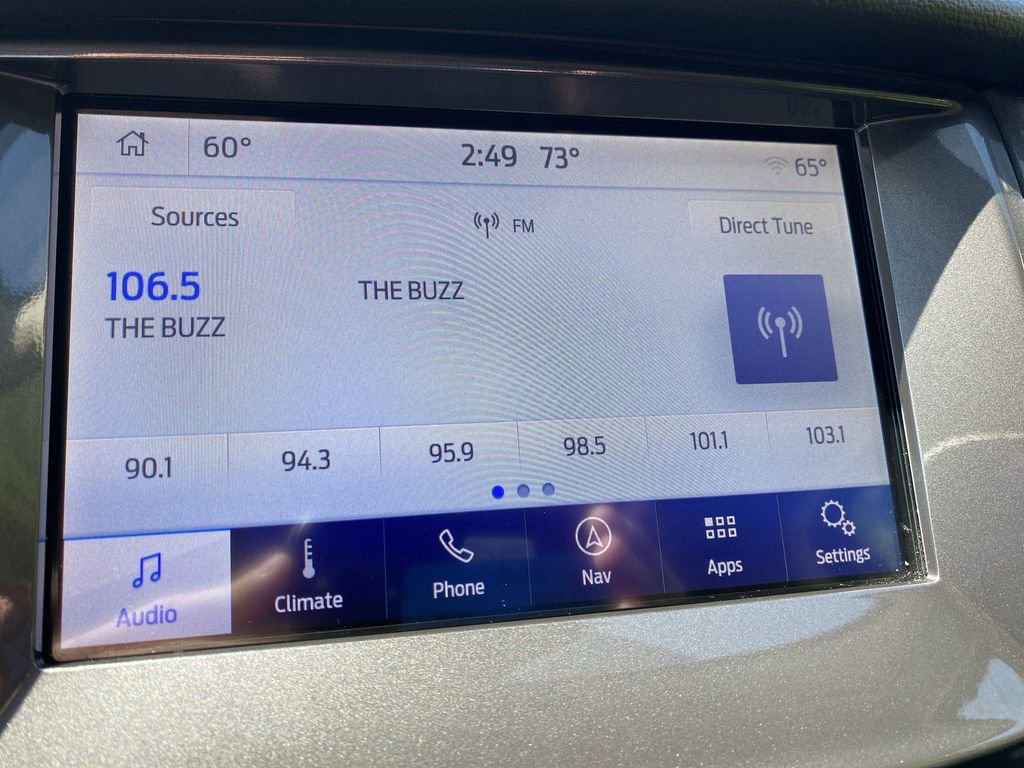 60° 2:49 73° 65°
Sources FM Direct Tune
106.5 THE BUZZ
THE BUZZ
90.1 94.3 95.9 98.5 101.1 103.1
Audio Climate Phone Nav Apps Settings